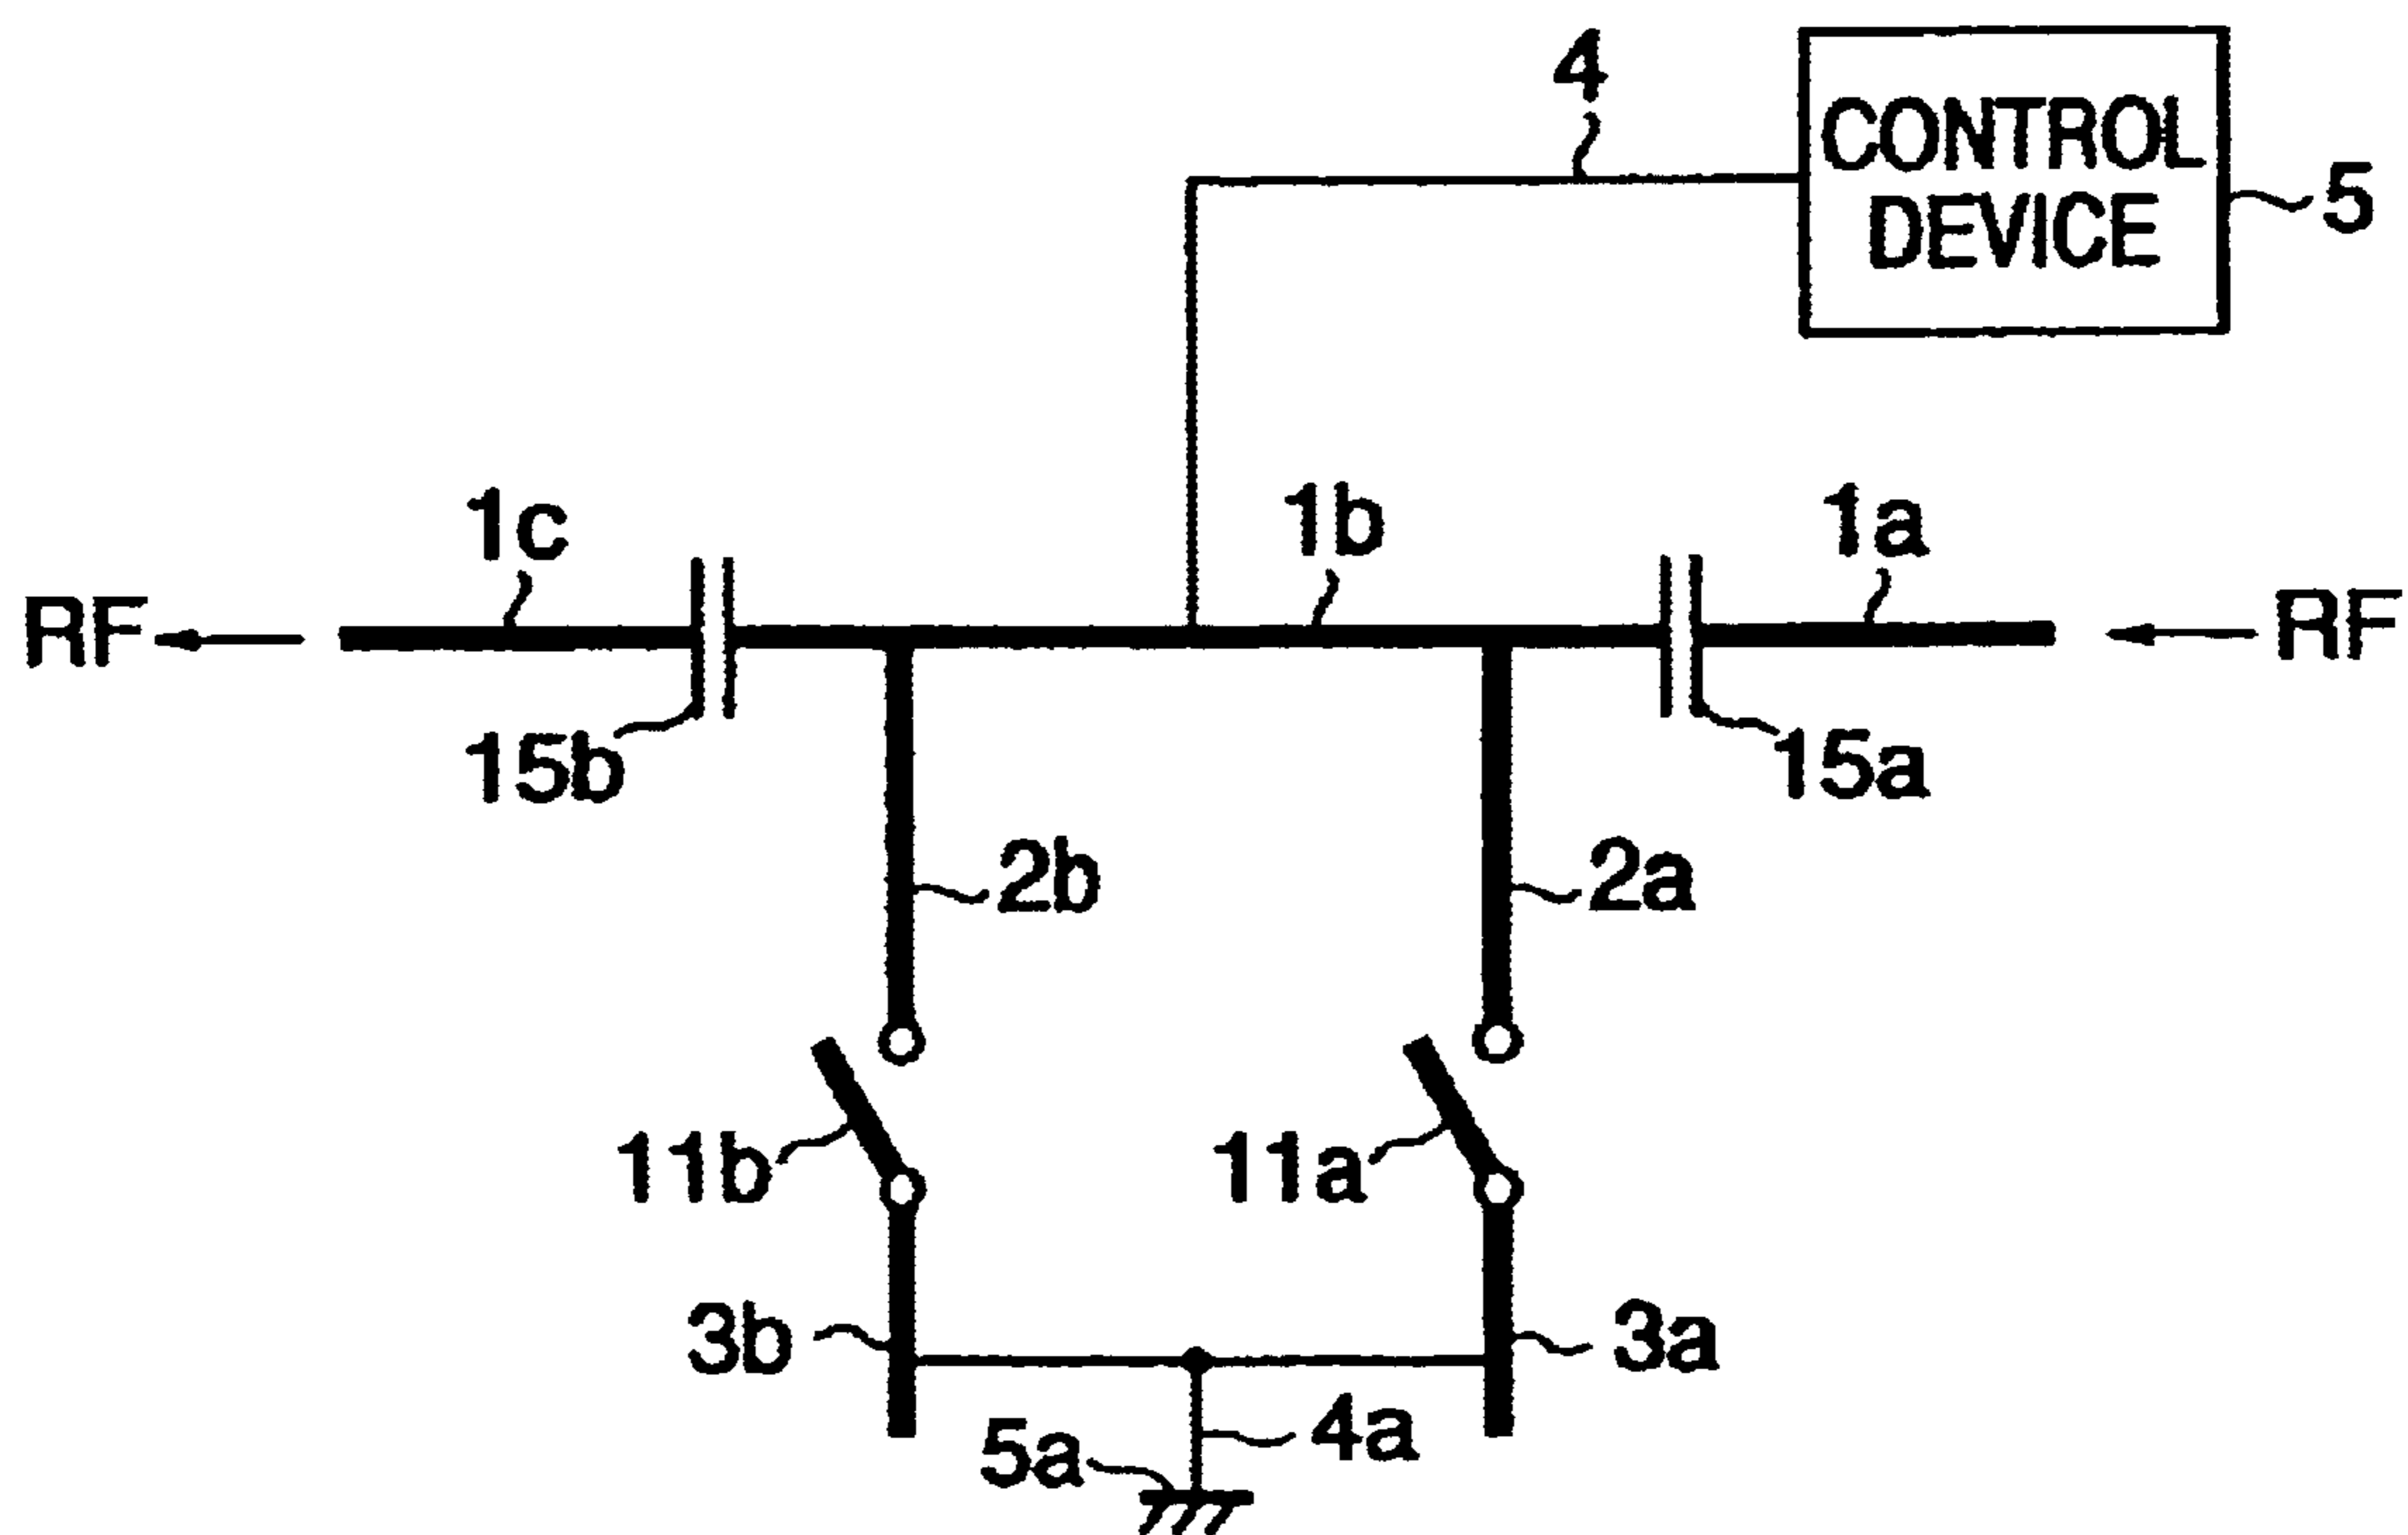 4
CONTROL
DEVICE
5
1c
1b
1a
RF
RF
15b
15a
2b
2a
11b
11a
3b
3a
5a
4a